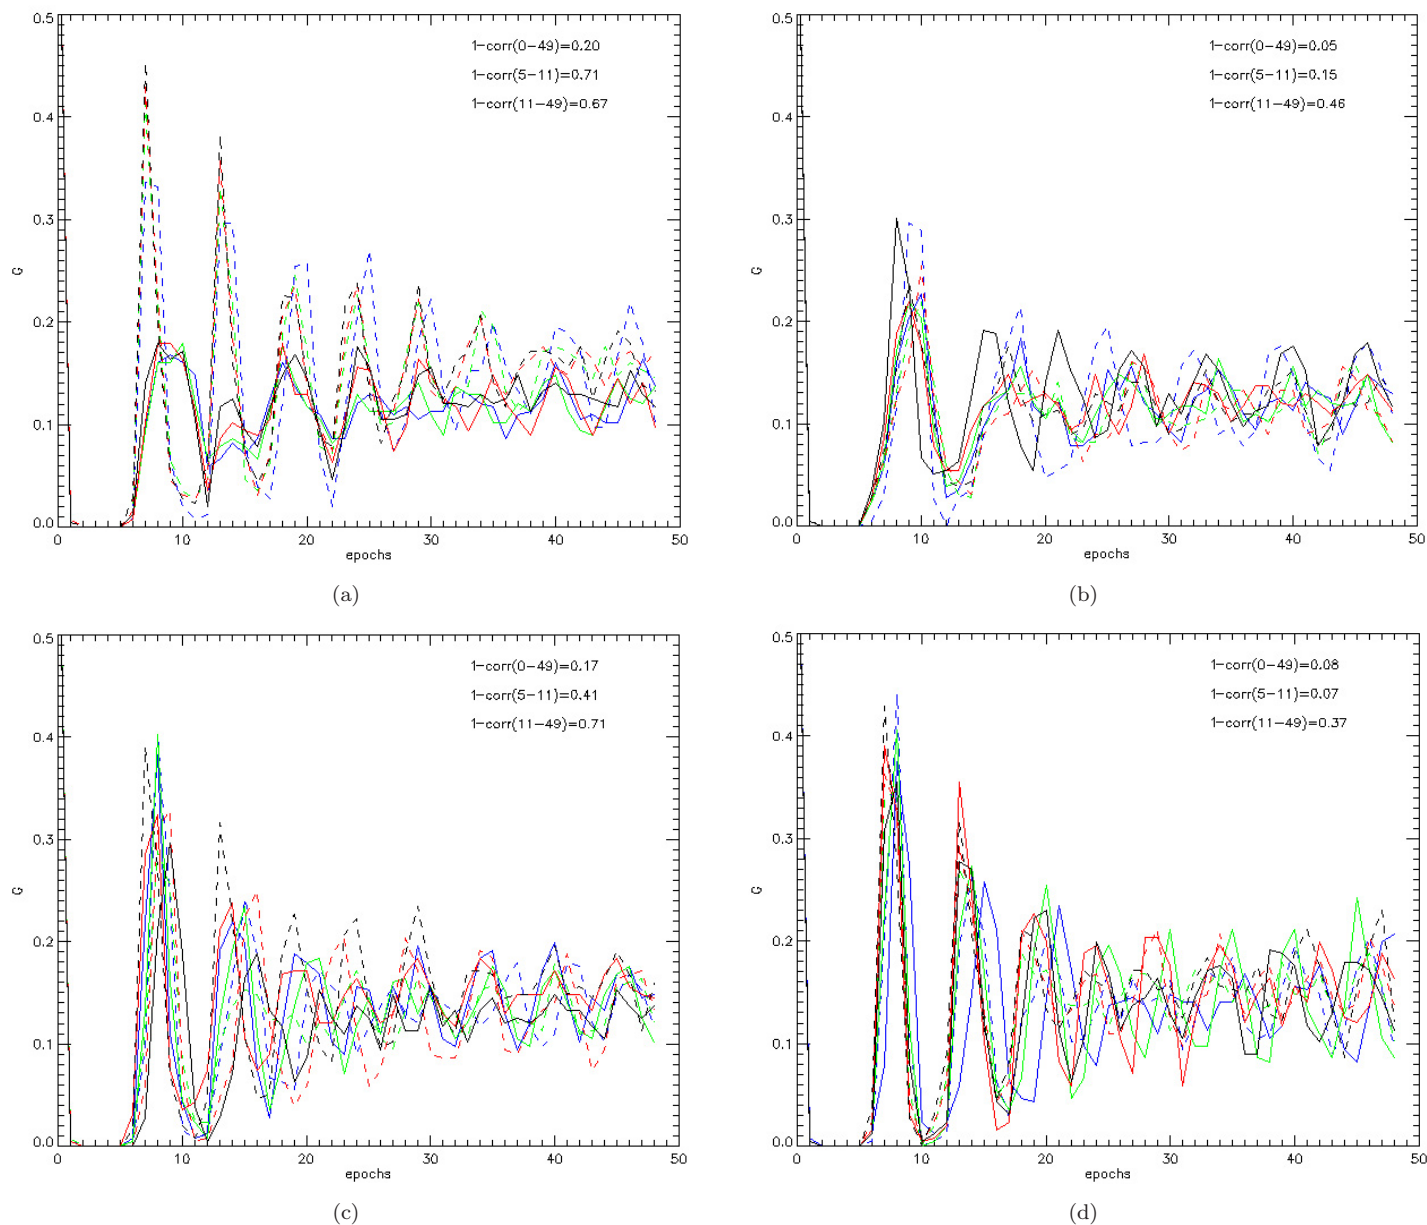 0.5
0.4
0.3
0.2
0.1
0.0
G
1-corr(0-49)=0.20
1-corr(5-11)=0.71
1-corr(11-49)=0.67
0 10 20 30 40 50
epochs
(a)
0.5
0.4
0.3
0.2
0.1
0.0
G
1-corr(0-49)=0.05
1-corr(5-11)=0.15
1-corr(11-49)=0.46
0 10 20 30 40 50
epochs
(b)
0.5
0.4
0.3
0.2
0.1
0.0
G
1-corr(0-49)=0.17
1-corr(5-11)=0.41
1-corr(11-49)=0.71
0 10 20 30 40 50
epochs
(c)
0.5
0.4
0.3
0.2
0.1
0.0
G
1-corr(0-49)=0.08
1-corr(5-11)=0.07
1-corr(11-49)=0.37
0 10 20 30 40 50
epochs
(d)